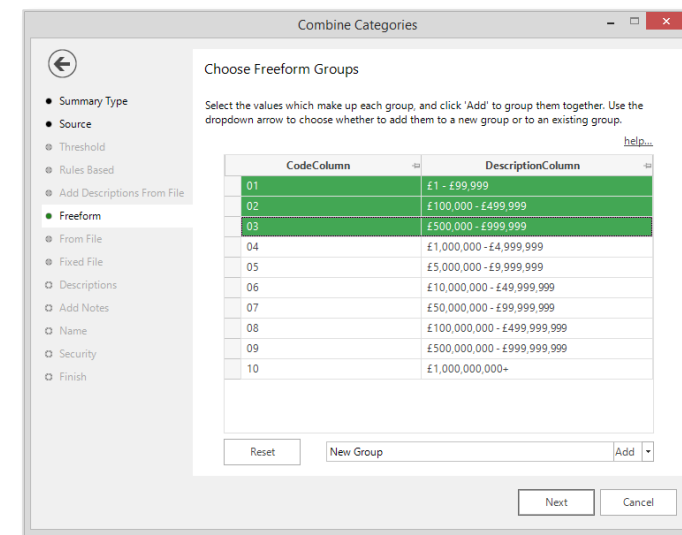 Combine Categories
Choose Freeform Groups
Summary Type
Source
Threshold
Rules Based
Add Descriptions From File
Freeform
From File
Fixed File
Descriptions
Add Notes
Name
Security
Finish
Select the values which make up each group, and click 'Add' to group them together. Use the
dropdown arrow to choose whether to add them to a new group or to an existing group.
help...
CodeColumn DescriptionColumn
01 £1 - £99,999
02 £100,000 - £499,999
03 £500,000 - £999,999
04 £1,000,000 - £4,999,999
05 £5,000,000 - £9,999,999
06 £10,000,000 - £49,999,999
07 £50,000,000 - £99,999,999
08 £100,000,000 - £499,999,999
09 £500,000,000 - £999,999,999
10 £1,000,000,000+
Reset New Group Add
Next Cancel